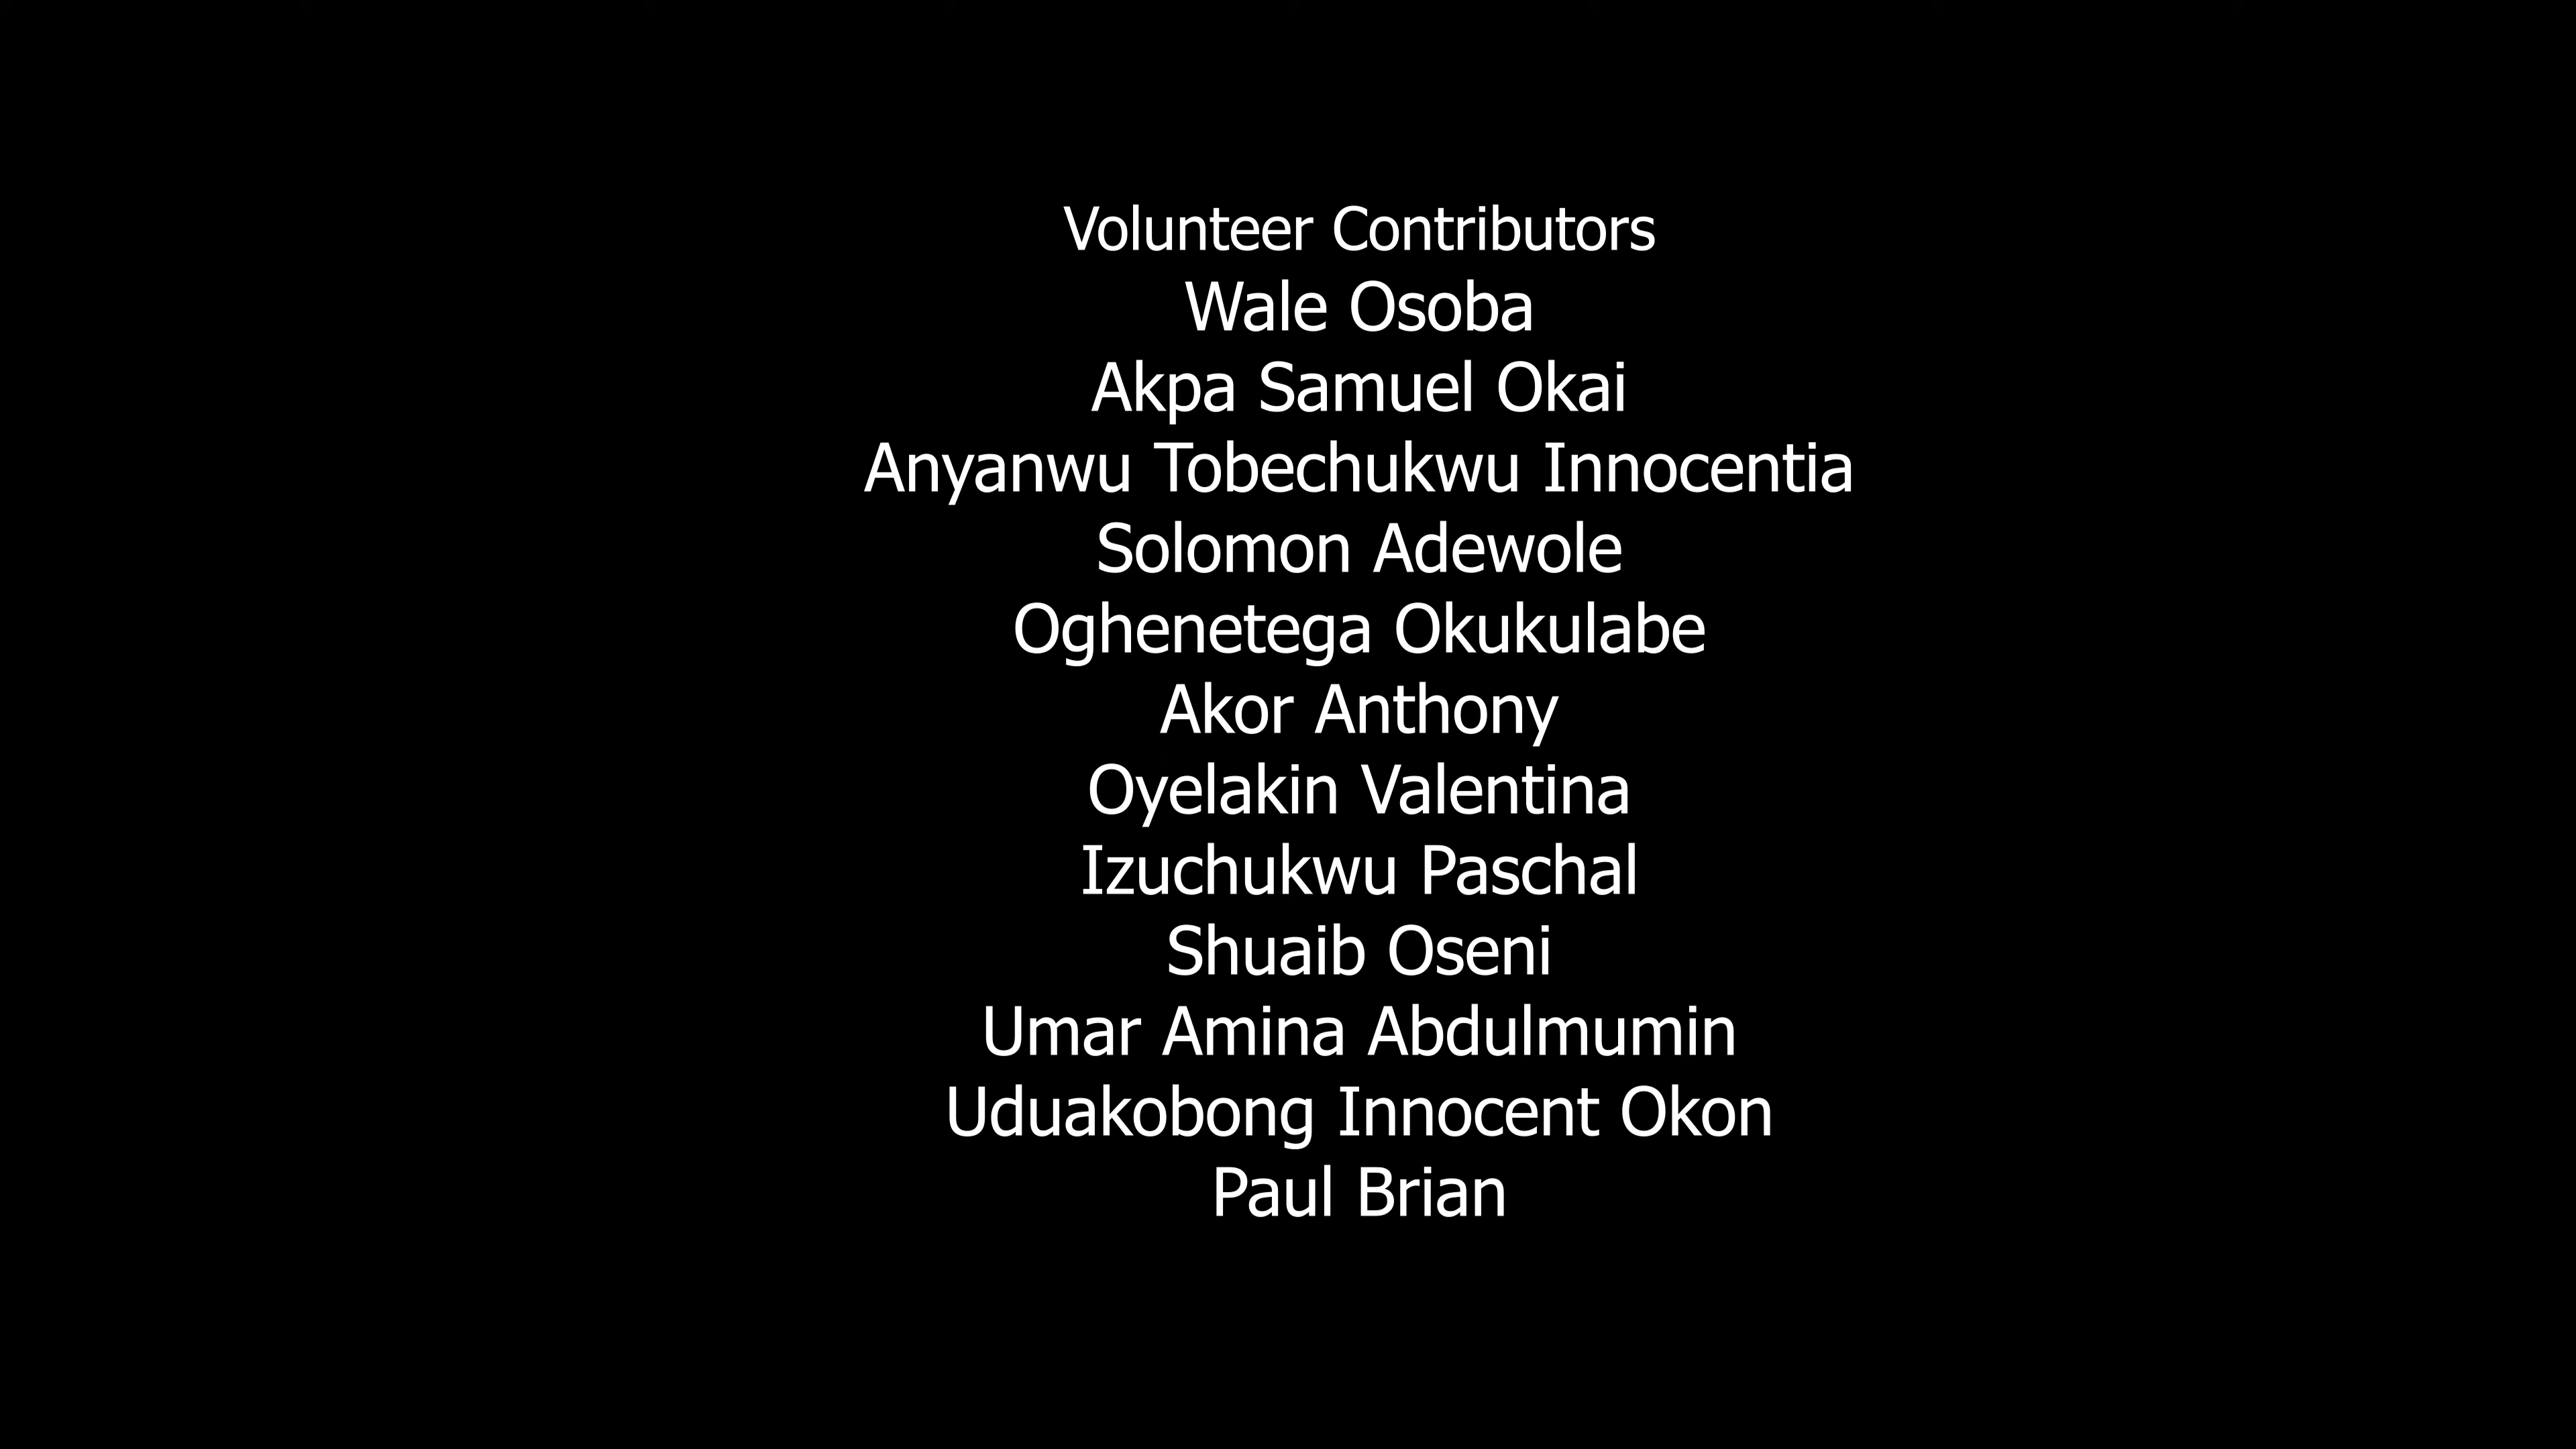 Volunteer Contributors
Wale Osoba
Akpa Samuel Okai
Anyanwu Tobechukwu Innocentia
Solomon Adewole
Oghenetega Okukulabe
Akor Anthony
Oyelakin Valentina
Izuchukwu Paschal
Shuaib Oseni
Umar Amina Abdulmumin
Uduakobong Innocent Okon
Paul Brian